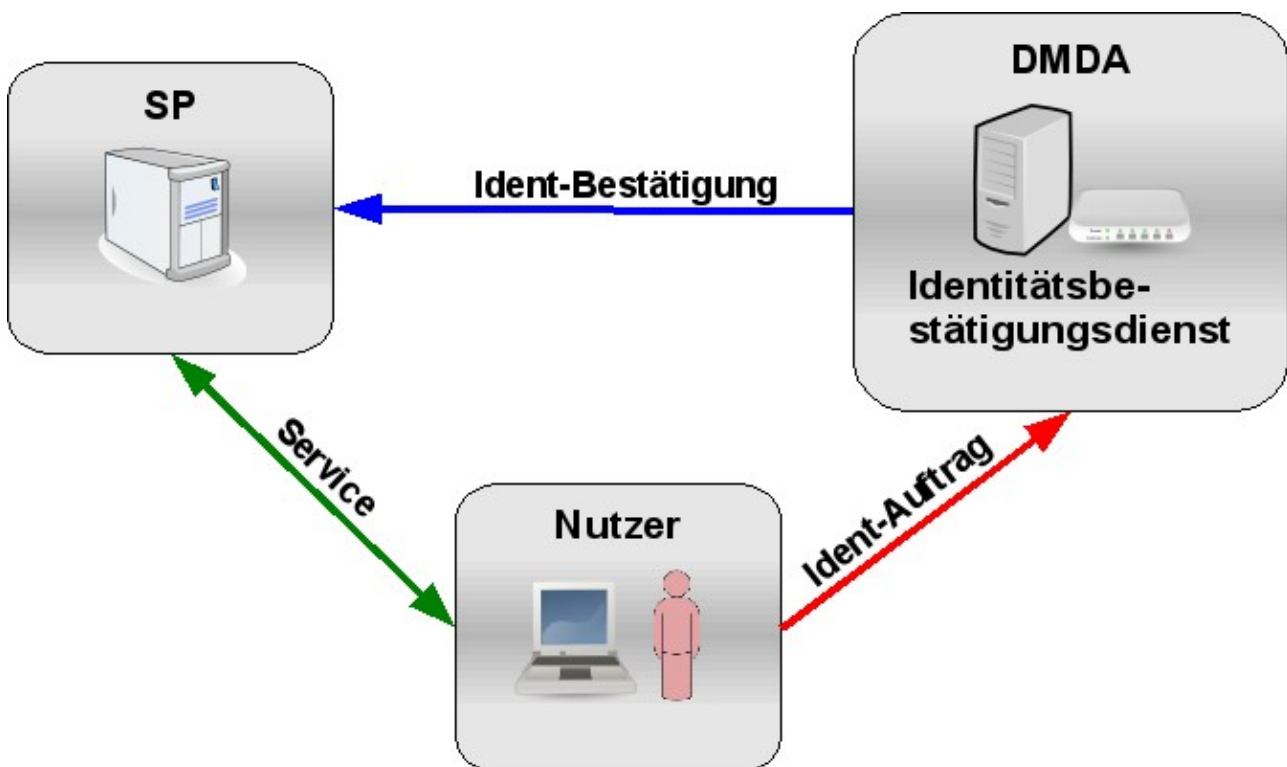 SP
DMDA
Ident-Bestätigung
Identitätsbe-
stätigungsdienst
Service
Ident-Auftrag
Nutzer